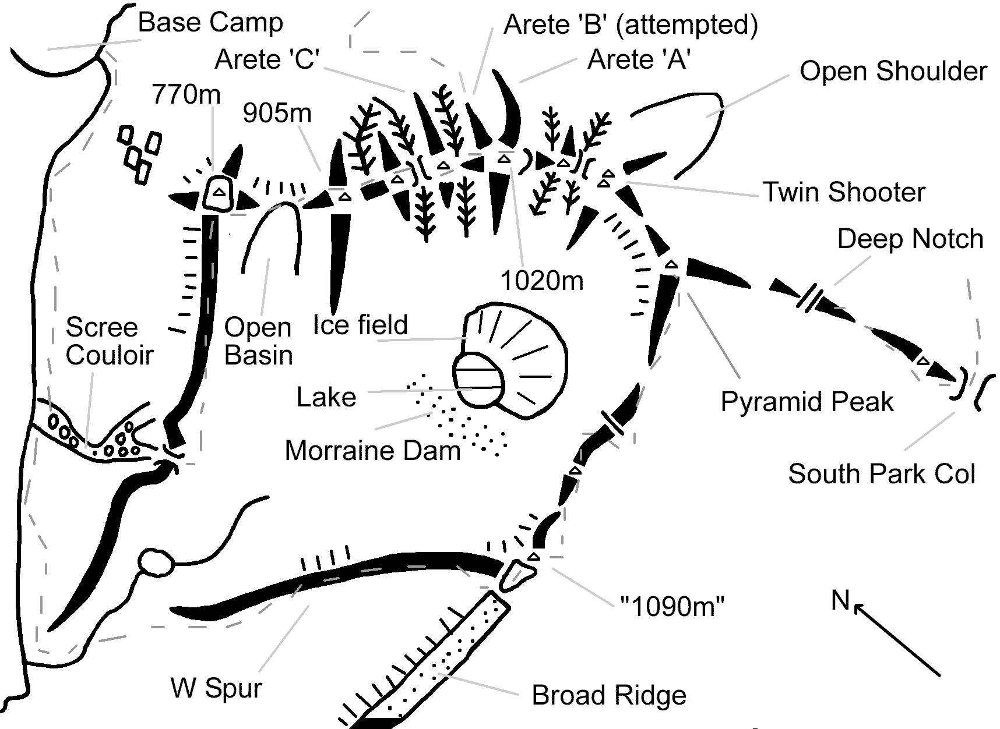 Base Camp
Arete 'B' (attempted)
Arete 'C'
Arete 'A'
Open Shoulder
770m
905m
Twin Shooter
Deep Notch
1020m
Scree
Couloir
Open
Basin
Ice field
Lake
Pyramid Peak
Morraine Dam
South Park Col
"1090m"
N
W Spur
Broad Ridge